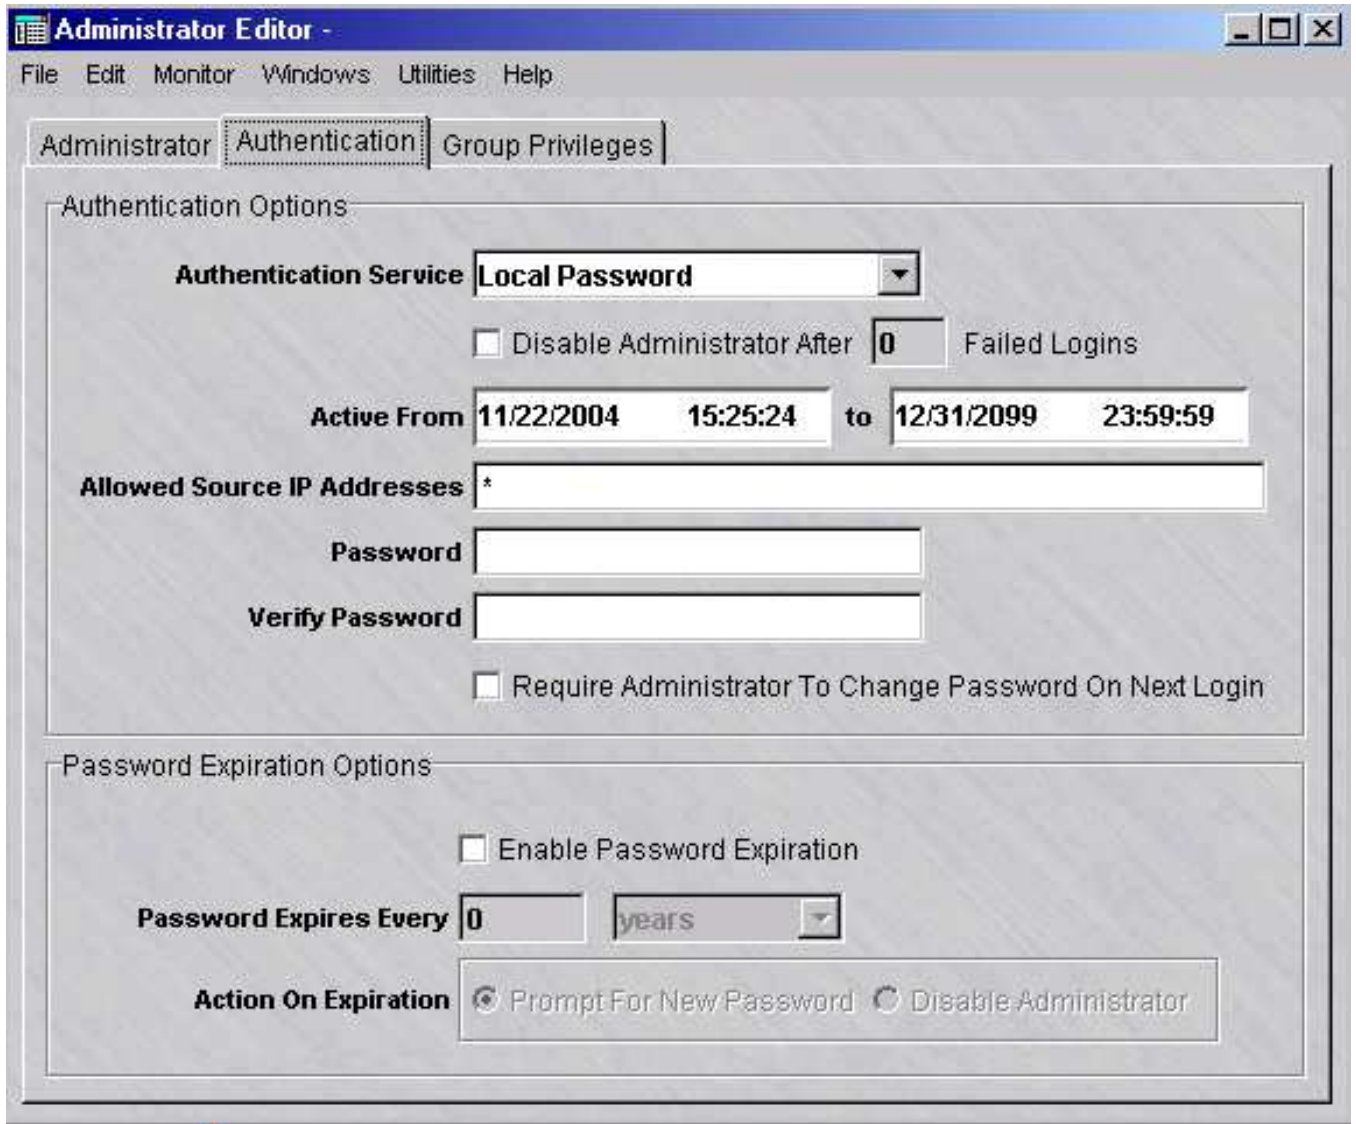 Administrator Editor -
File Edit Monitor Windows Utilities Help
Administrator Authentication Group Privileges
Authentication Options
Authentication Service Local Password
Disable Administrator After 0 Failed Logins
Active From 11/22/2004 15:25:24 to 12/31/2099 23:59:59
Allowed Source IP Addresses *
Password
Verify Password
Require Administrator To Change Password On Next Login
Password Expiration Options
Enable Password Expiration
Password Expires Every 0 years
Action On Expiration Prompt For New Password Disable Administrator